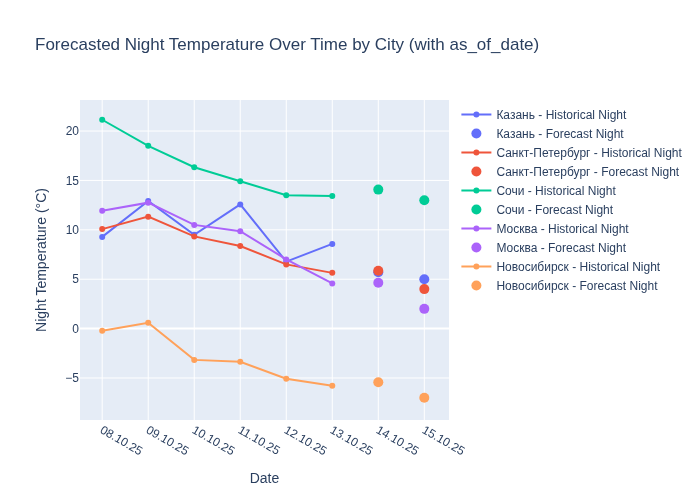 Forecasted Night Temperature Over Time by City (with as_of_date)
Night Temperature (°C)
20
15
10
5
0
−5
08.10.25
09.10.25
10.10.25
11.10.25
12.10.25
13.10.25
14.10.25
15.10.25
Date
Казань - Historical Night
Казань - Forecast Night
Санкт-Петербург - Historical Night
Санкт-Петербург - Forecast Night
Сочи - Historical Night
Сочи - Forecast Night
Москва - Historical Night
Москва - Forecast Night
Новосибирск - Historical Night
Новосибирск - Forecast Night